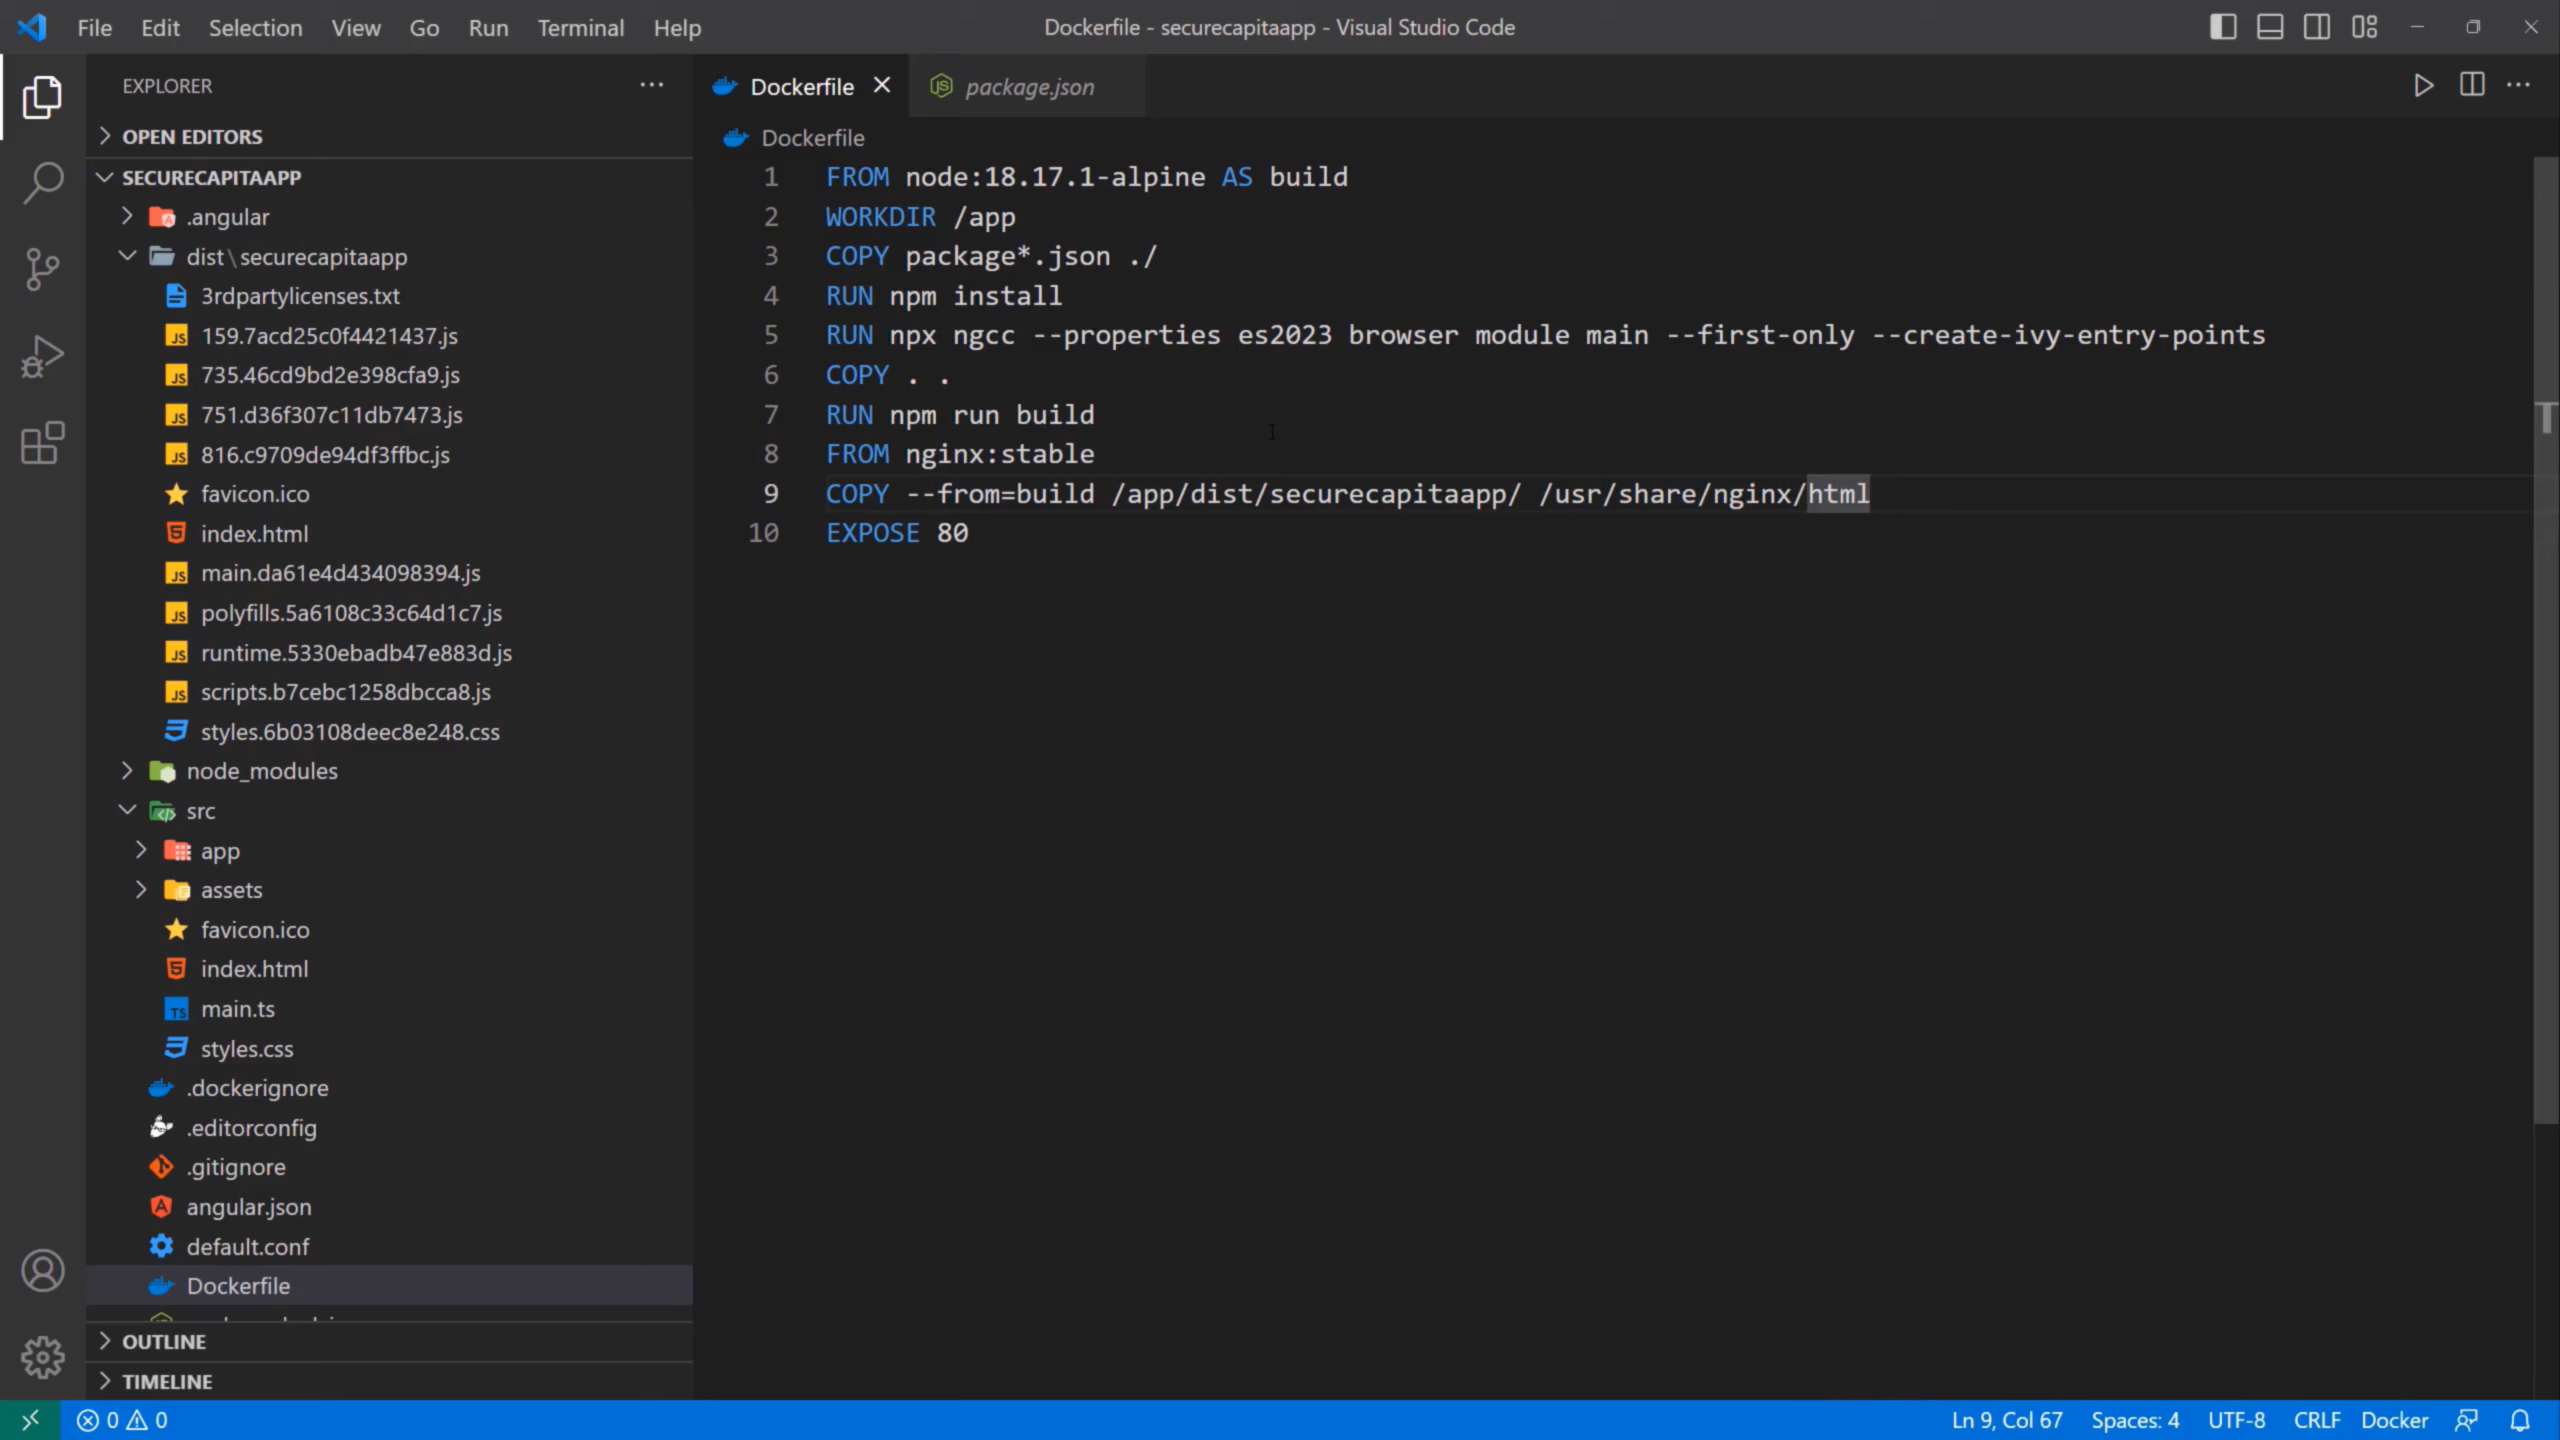 File Edit Selection View Go Run Terminal Help
Dockerfile - securecapitaapp - Visual Studio Code
EXPLORER
OPEN EDITORS
SECURECAPITAAPP
.angular
dist\securecapitaapp
3rdpartylicenses.txt
159.7acd25c0f4421437.js
735.46cd9bd2e398cfa9.js
751.d36f307c11db7473.js
816.c9709de94df3ffbc.js
favicon.ico
index.html
main.da61e4d434098394.js
polyfills.5a6108c33c64d1c7.js
runtime.5330ebadb47e883d.js
scripts.b7cebc1258dbcca8.js
styles.6b03108deec8e248.css
node_modules
src
app
assets
favicon.ico
index.html
main.ts
styles.css
.dockerignore
.editorconfig
.gitignore
angular.json
default.conf
Dockerfile
OUTLINE
TIMELINE
Dockerfile
package.json
Dockerfile
1 FROM node:18.17.1-alpine AS build
2 WORKDIR /app
3 COPY package*.json ./
4 RUN npm install
5 RUN npx ngcc --properties es2023 browser module main --first-only --create-ivy-entry-points
6 COPY . .
7 RUN npm run build
8 FROM nginx:stable
9 COPY --from=build /app/dist/securecapitaapp/ /usr/share/nginx/html
10 EXPOSE 80
0 0
Ln 9, Col 67 Spaces: 4 UTF-8 CRLF Docker